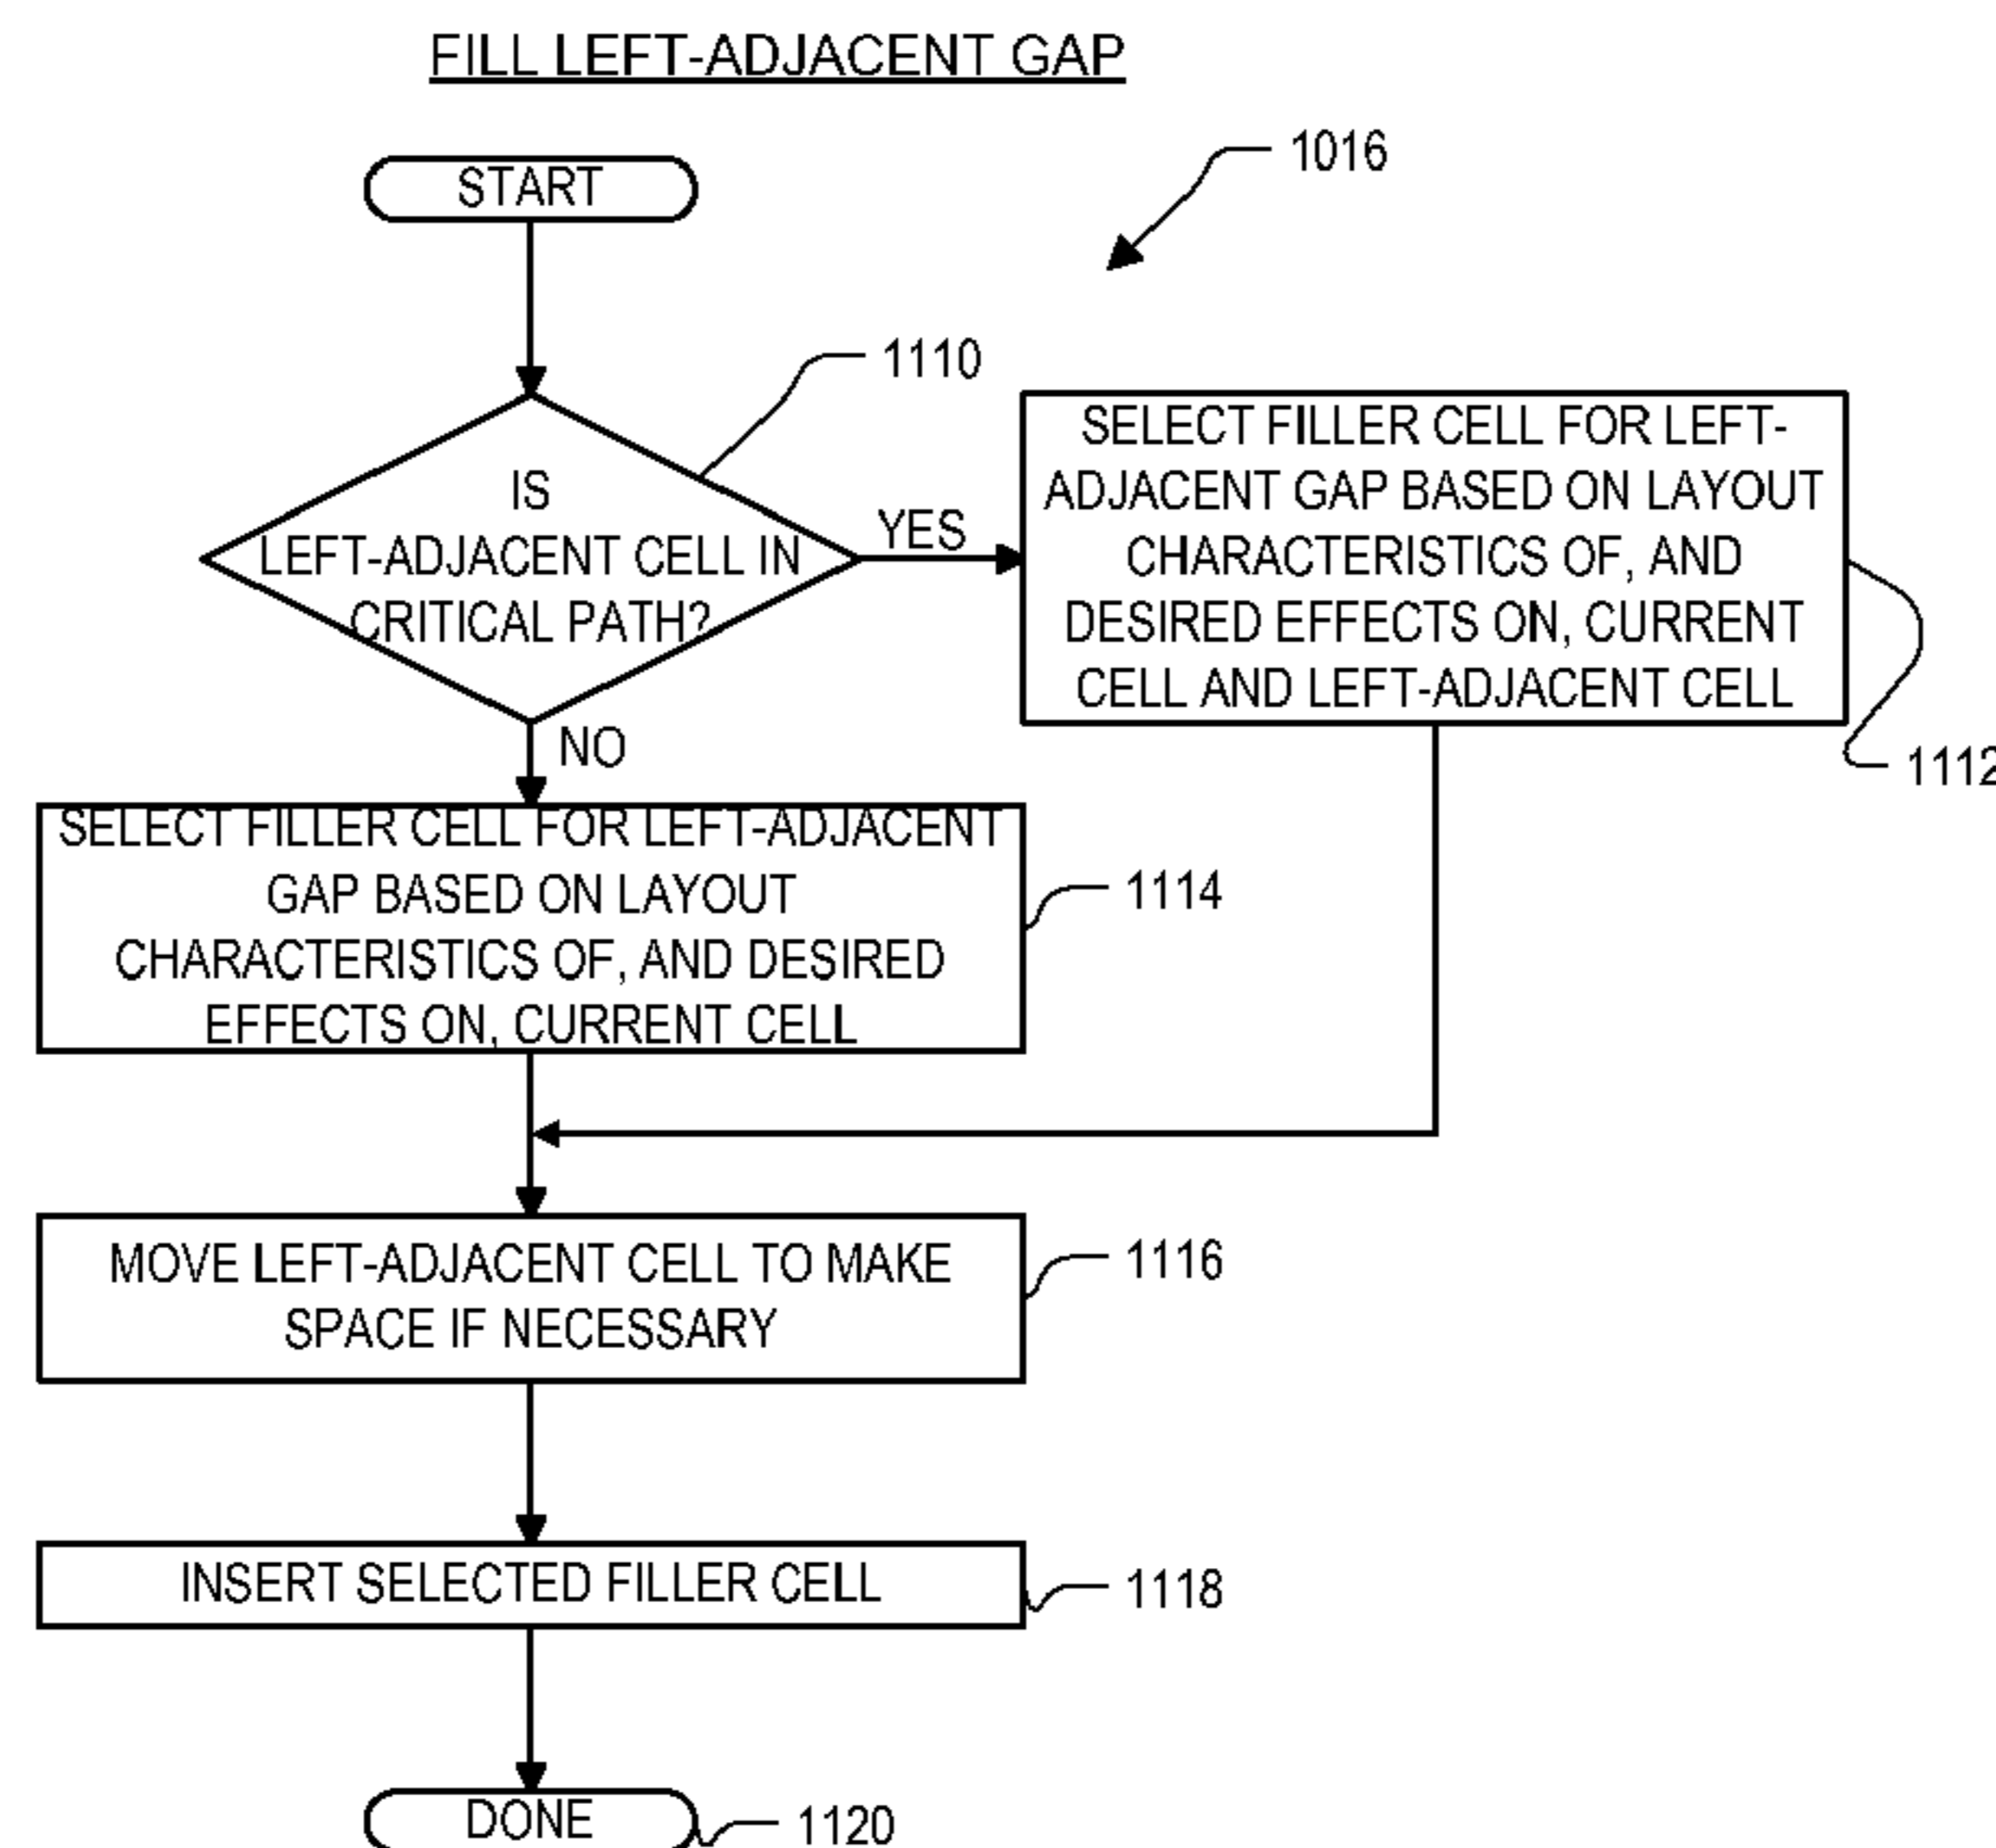 FILL LEFT-ADJACENT GAP
1016
START
1110
IS
LEFT-ADJACENT CELL IN
CRITICAL PATH?
YES
SELECT FILLER CELL FOR LEFT-
ADJACENT GAP BASED ON LAYOUT
CHARACTERISTICS OF, AND
DESIRED EFFECTS ON, CURRENT
CELL AND LEFT-ADJACENT CELL
1112
NO
SELECT FILLER CELL FOR LEFT-ADJACENT
GAP BASED ON LAYOUT
CHARACTERISTICS OF, AND DESIRED
EFFECTS ON, CURRENT CELL
1114
MOVE LEFT-ADJACENT CELL TO MAKE
SPACE IF NECESSARY
1116
INSERT SELECTED FILLER CELL
1118
DONE
1120